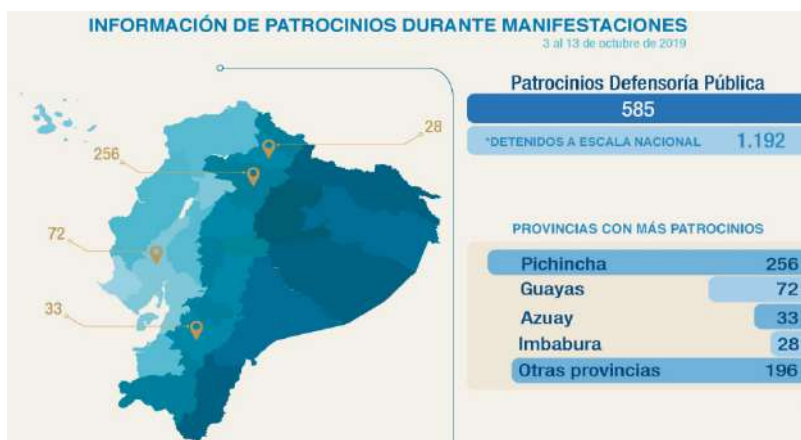 INFORMACIÓN DE PATROCINIOS DURANTE MANIFESTACIONES
3 al 13 de octubre de 2019
28
256
72
33
Patrocinios Defensoría Pública
585
*DETENIDOS A ESCALA NACIONAL 1.192
PROVINCIAS CON MÁS PATROCINIOS
Pichincha 256
Guayas 72
Azuay 33
Imbabura 28
Otras provincias 196